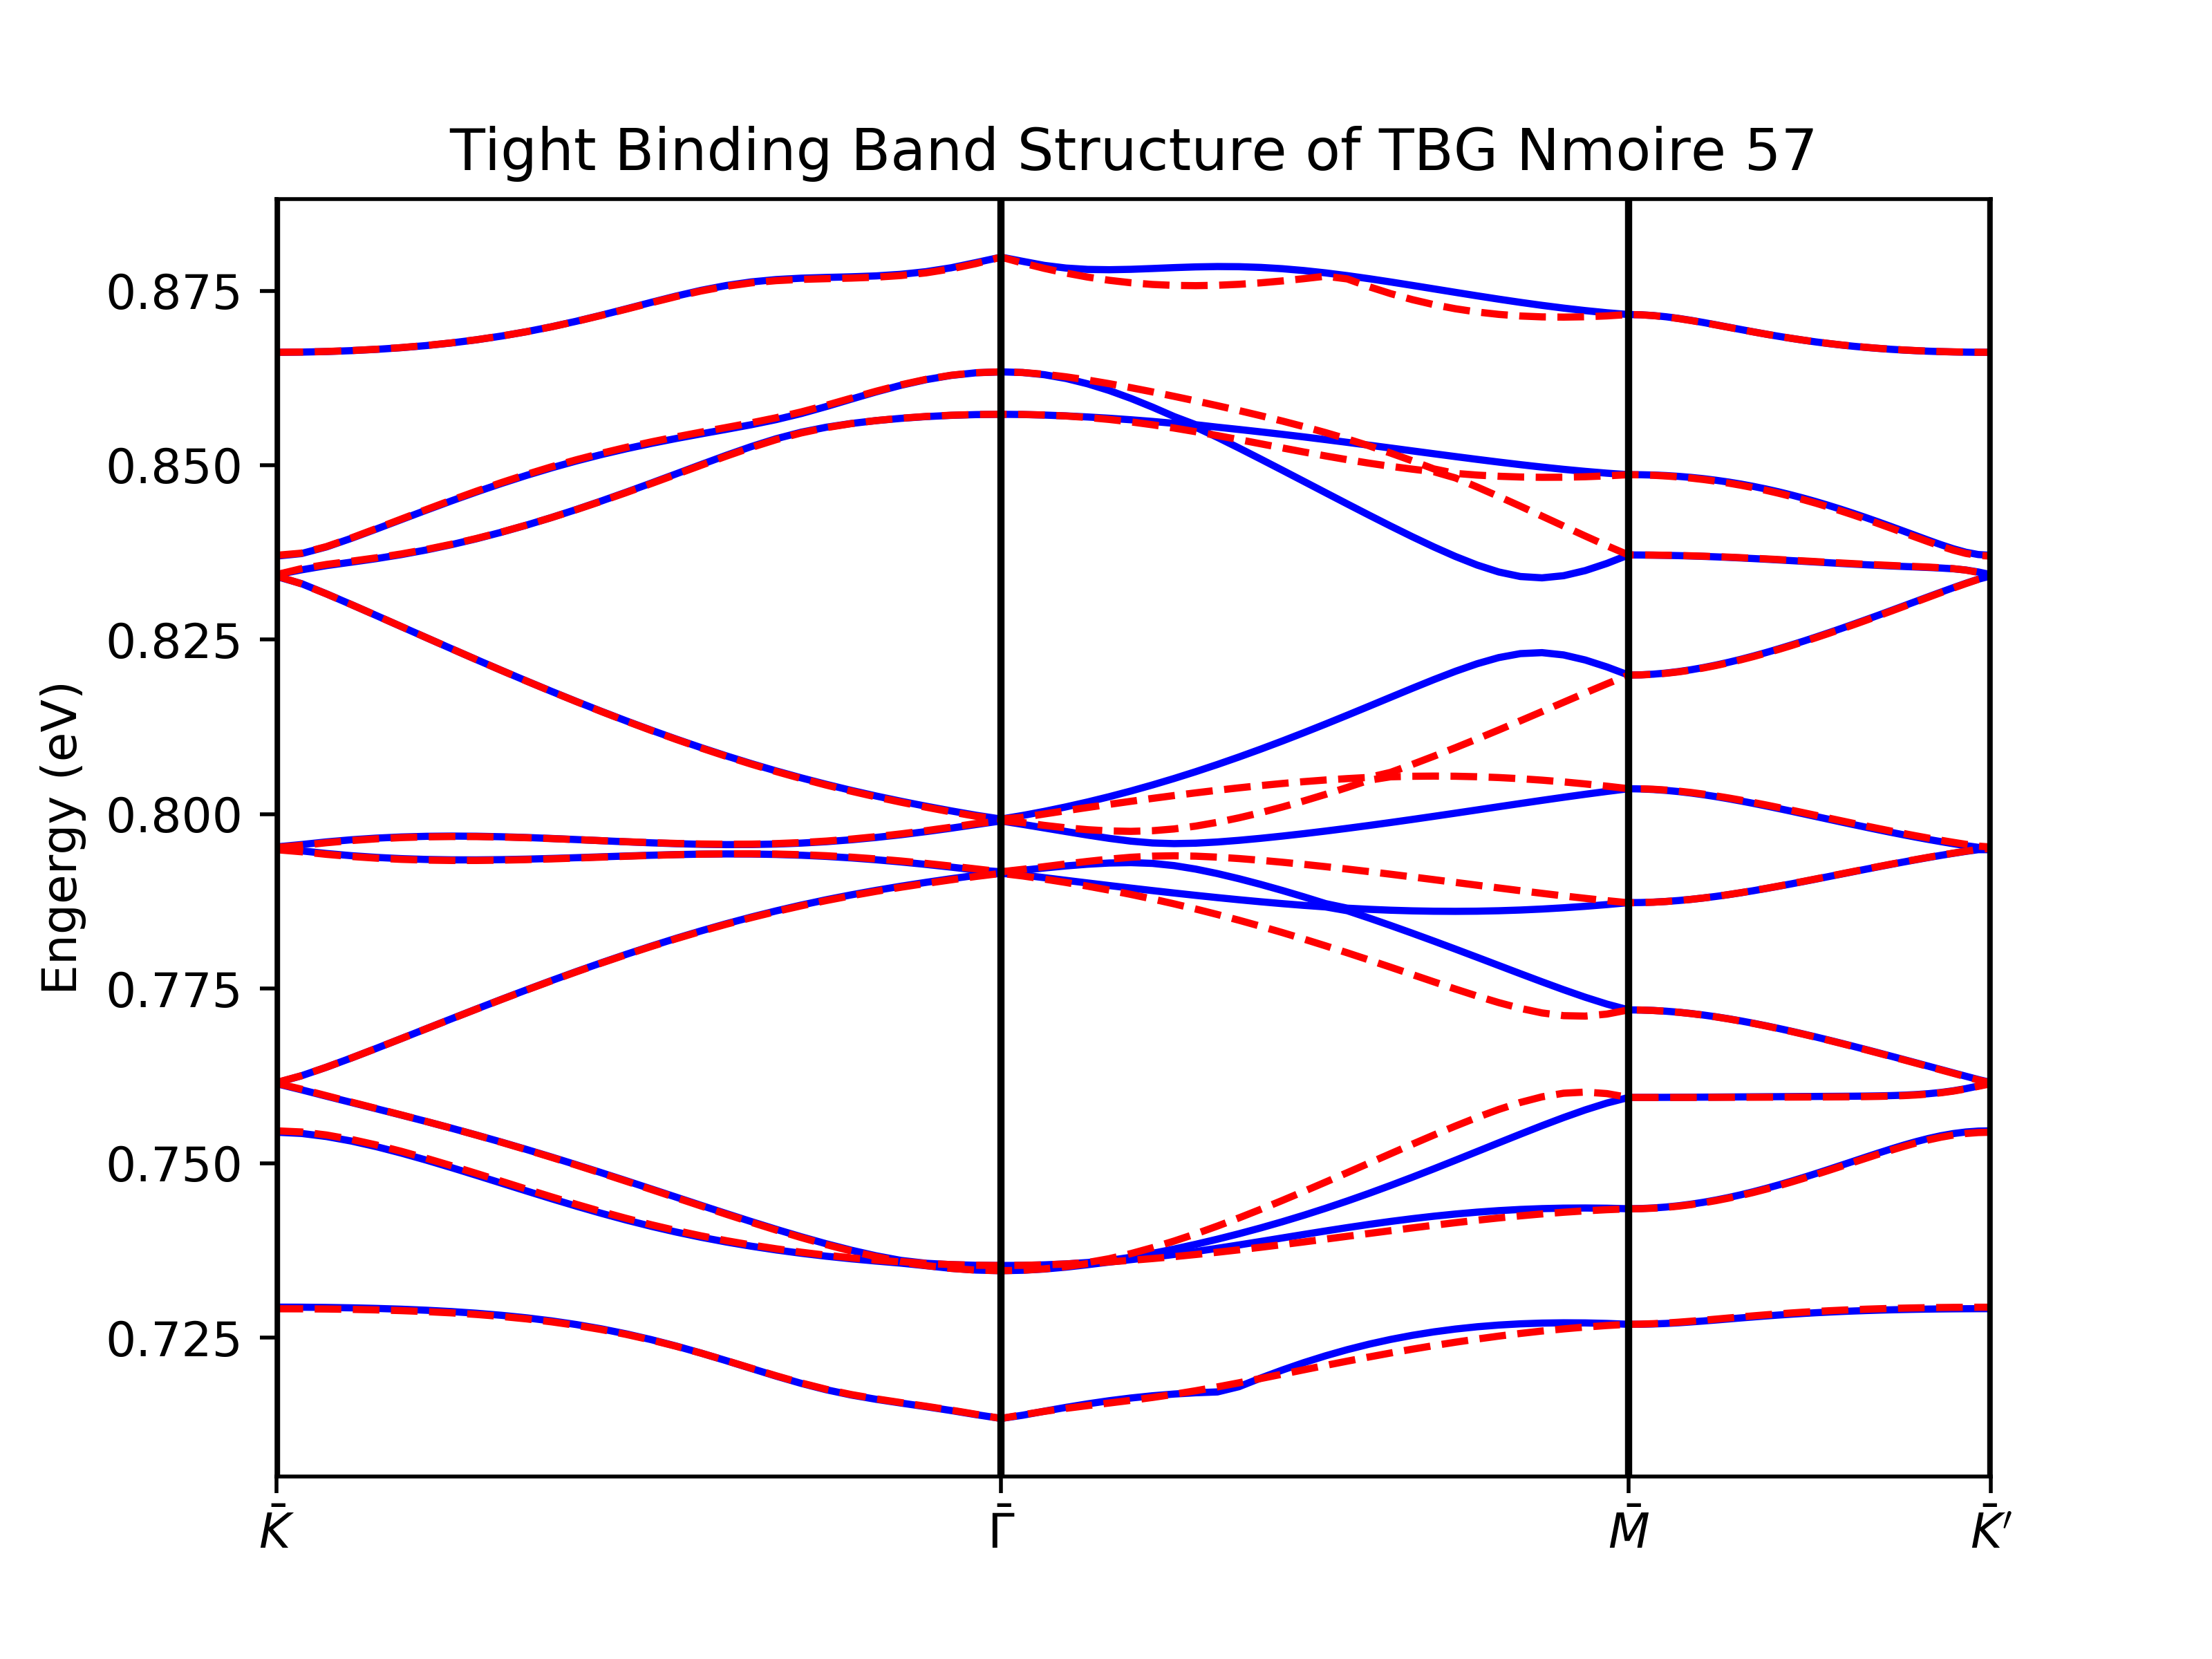 Tight Binding Band Structure of TBG Nmoire 57
Engergy (eV)
0.875
0.850
0.825
0.800
0.775
0.750
0.725
K̄ Γ̄ M̄ K̄′